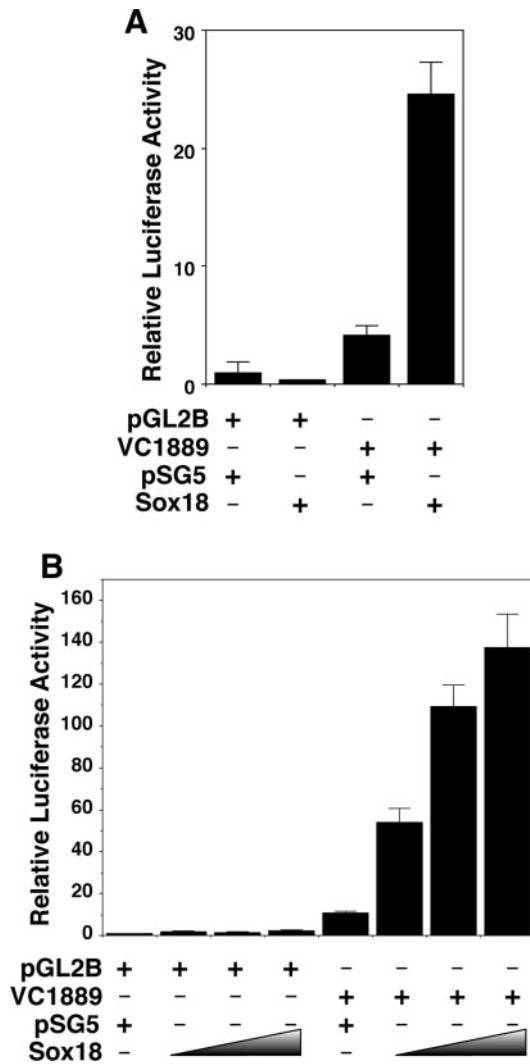 A
Relative Luciferase Activity
30
20
10
0
pGL2B + + – –
VC1889 – – + +
pSG5 + – + –
Sox18 – + – +
B
Relative Luciferase Activity
160
140
120
100
80
60
40
20
0
pGL2B + + + + – – – –
VC1889 – – – – + + + +
pSG5 + – – – + – – –
Sox18 – –